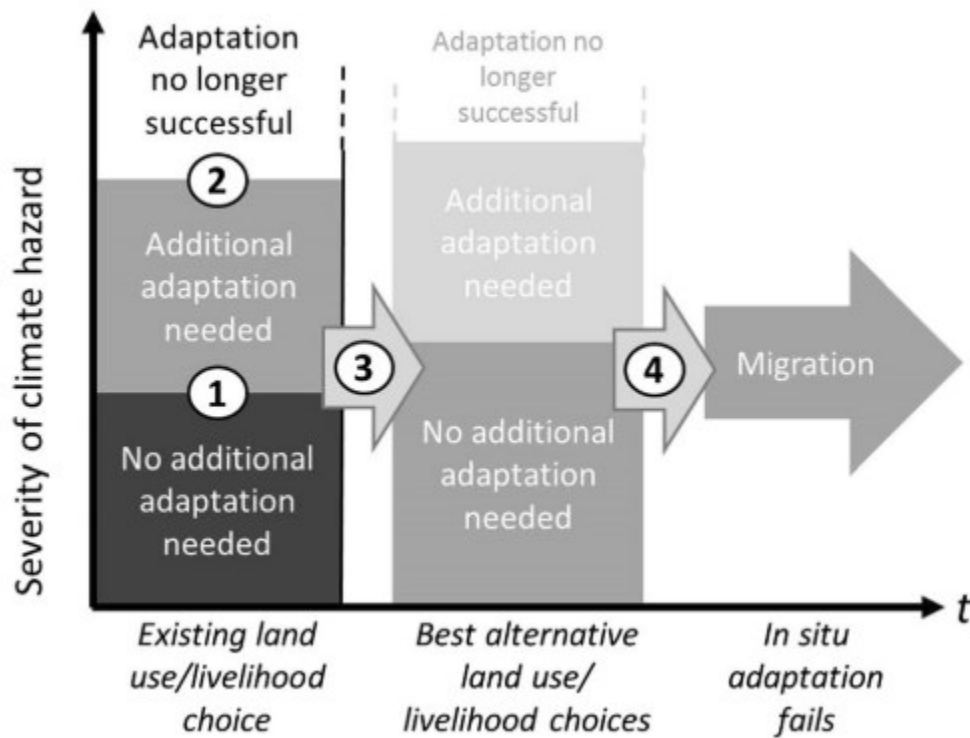 Severity of climate hazard
Adaptation
no longer
successful
2
Additional
adaptation
needed
1
No additional
adaptation
needed
3
Adaptation no
longer
successful
Additional
adaptation
needed
No additional
adaptation
needed
4
Migration
t
Existing land
use/livelihood
choice
Best alternative
land use/
livelihood choices
In situ
adaptation
fails